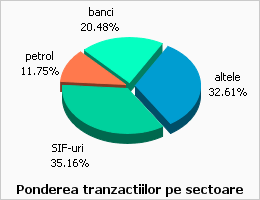 banci
20.48%
petrol
11.75%
altele
32.61%
SIF-uri
35.16%
Ponderea tranzactiilor pe sectoare